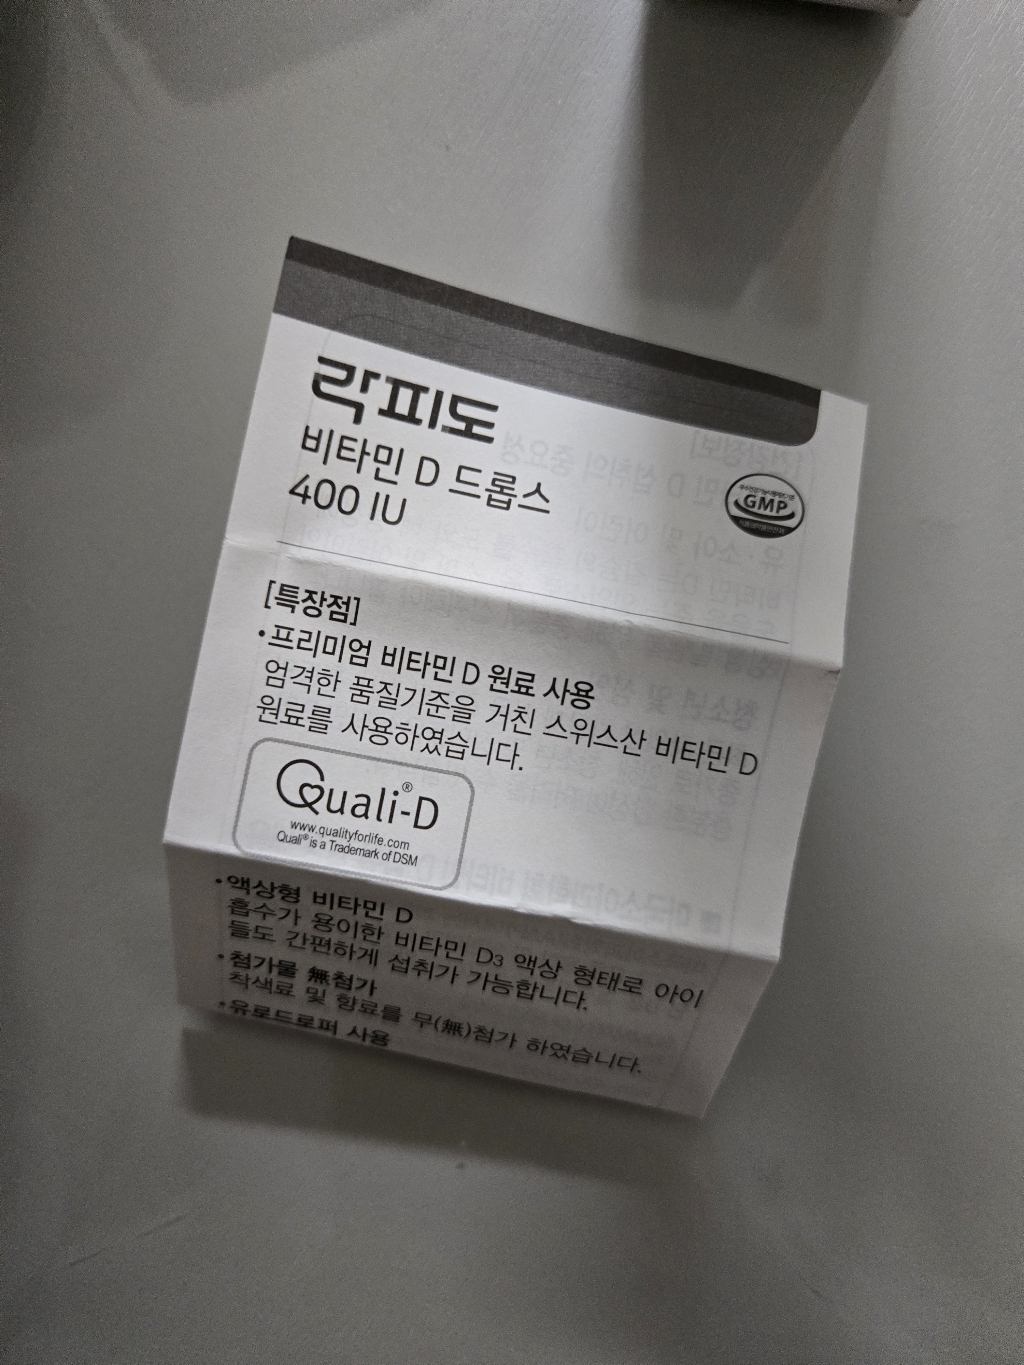 락피도
비타민 D 드롭스
400 IU
GMP
[특장점]
•프리미엄 비타민 D 원료 사용
엄격한 품질기준을 거친 스위스산 비타민 D
원료를 사용하였습니다.
Quali®-D
www.qualityforlife.com
Quali® is a Trademark of DSM
•액상형 비타민 D
흡수가 용이한 비타민 D3 액상 형태로 아이
들도 간편하게 섭취가 가능합니다.
•첨가물 無첨가
착색료 및 향료를 무(無)첨가 하였습니다.
•유로드로퍼 사용